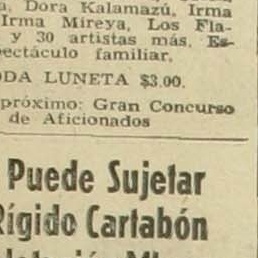 Dora Kalamazú, Irma
Irma Mireya, Los Fla-
y 30 artistas más. Es-
pectáculo familiar.
ODA LUNETA $3.00.
próximo: Gran Concurso
de Aficionados
Puede Sujetar
Rígido Cartabón